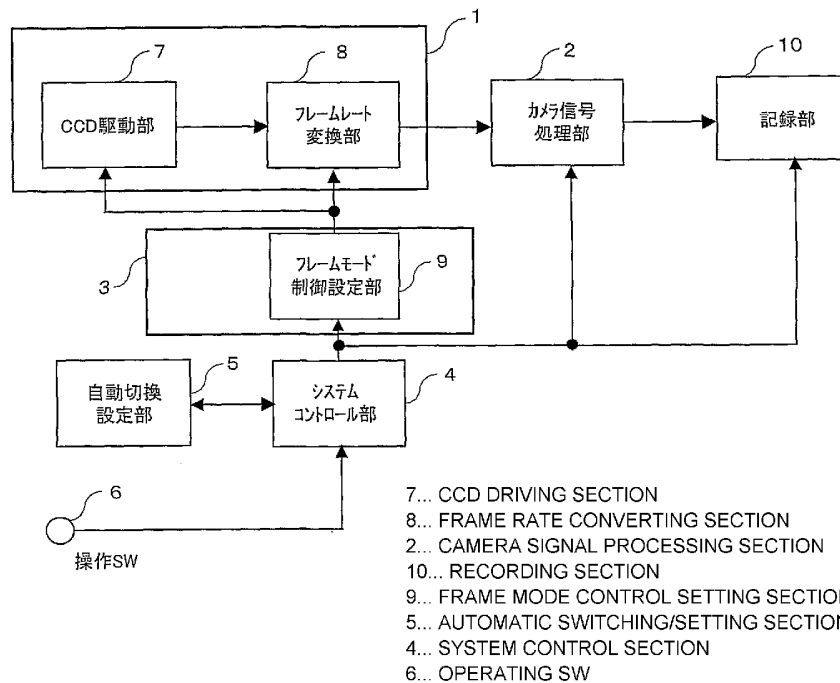 1
7
8
2
10
CCD駆動部
フレームレート
変換部
カメラ信号
処理部
記録部
3
フレームモード
制御設定部
9
自動切換
設定部
5
システム
コントロール部
4
6
操作SW
7... CCD DRIVING SECTION
8... FRAME RATE CONVERTING SECTION
2... CAMERA SIGNAL PROCESSING SECTION
10... RECORDING SECTION
9... FRAME MODE CONTROL SETTING SECTION
5... AUTOMATIC SWITCHING/SETTING SECTION
4... SYSTEM CONTROL SECTION
6... OPERATING SW